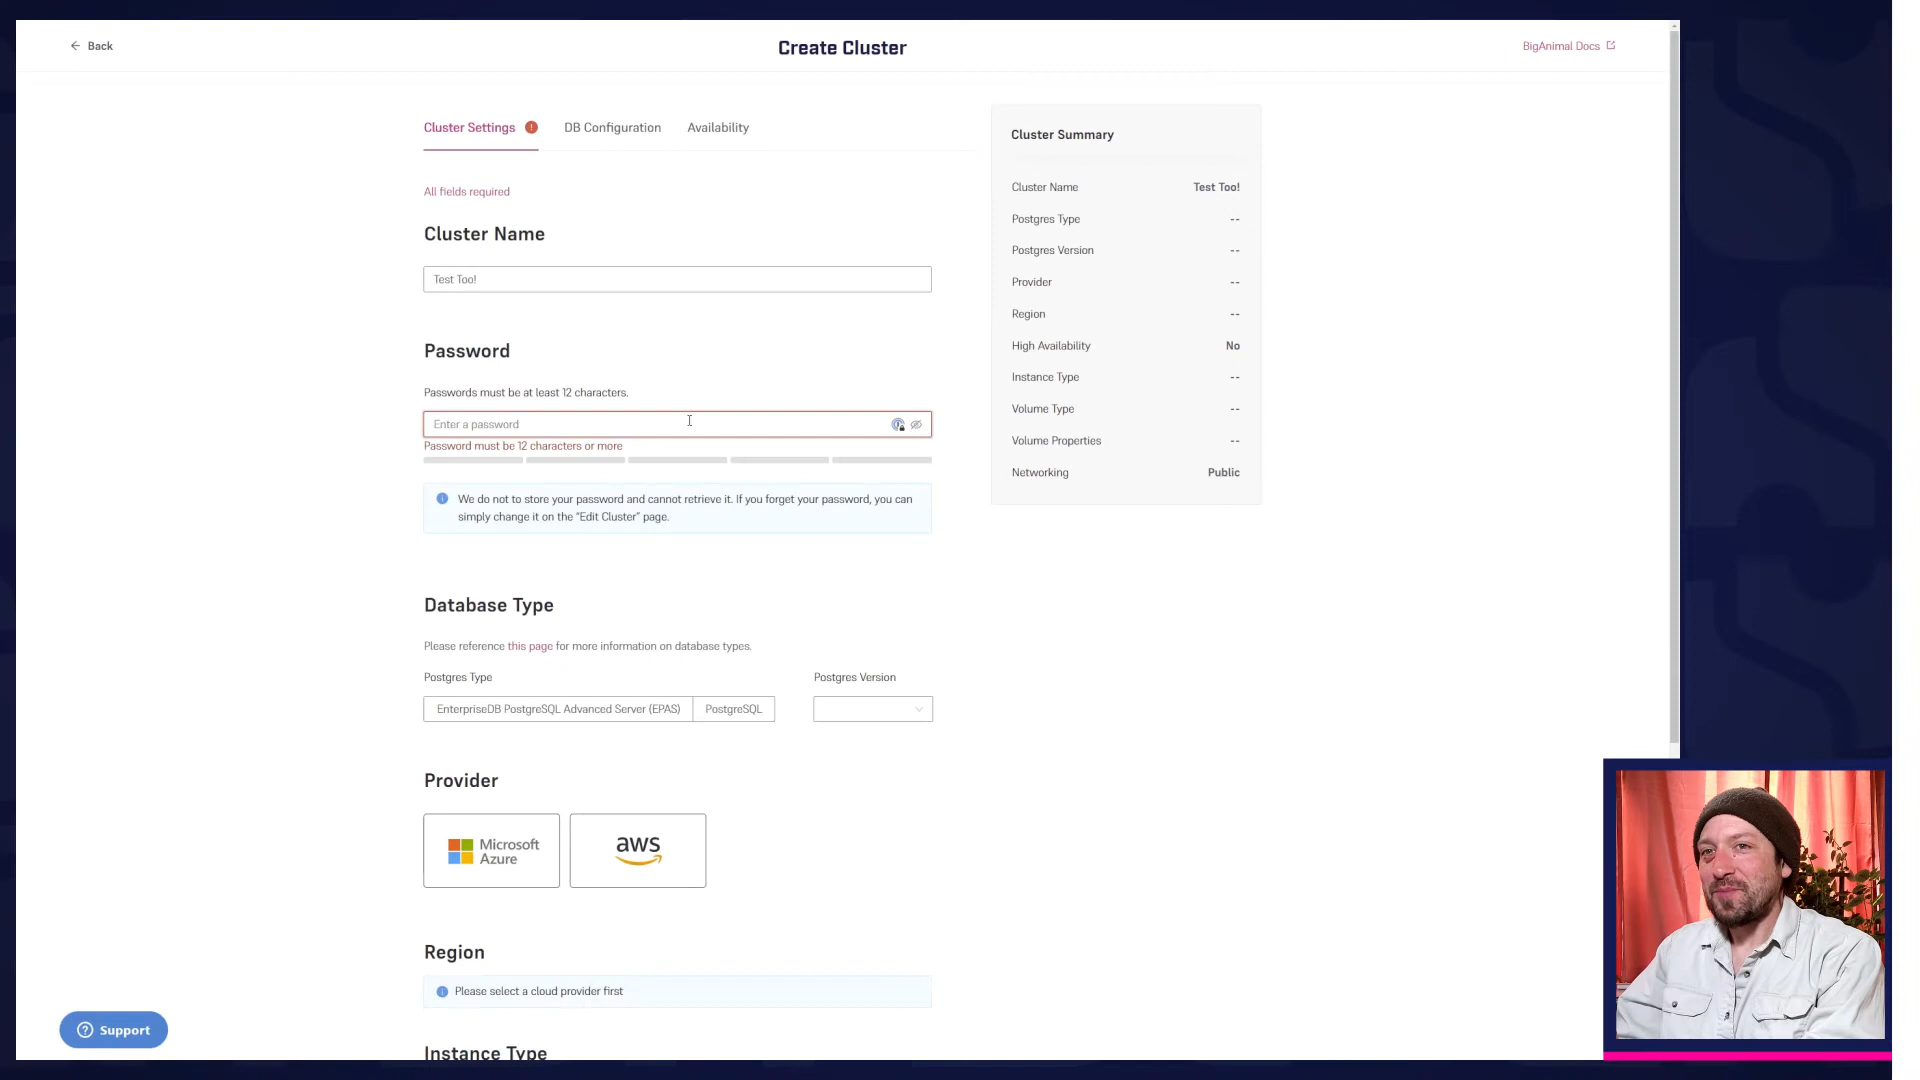 Back
Create Cluster
BigAnimal Docs
Cluster Settings
DB Configuration
Availability
All fields required
Cluster Name
Test Too!
Password
Passwords must be at least 12 characters.
Enter a password
Password must be 12 characters or more
We do not to store your password and cannot retrieve it. If you forget your password, you can
simply change it on the “Edit Cluster” page.
Database Type
Please reference this page for more information on database types.
Postgres Type
Postgres Version
EnterpriseDB PostgreSQL Advanced Server (EPAS)
PostgreSQL
Provider
Microsoft
Azure
aws
Region
Please select a cloud provider first
Instance Type
Support
Cluster Summary
Cluster Name Test Too!
Postgres Type --
Postgres Version --
Provider --
Region --
High Availability No
Instance Type --
Volume Type --
Volume Properties --
Networking Public